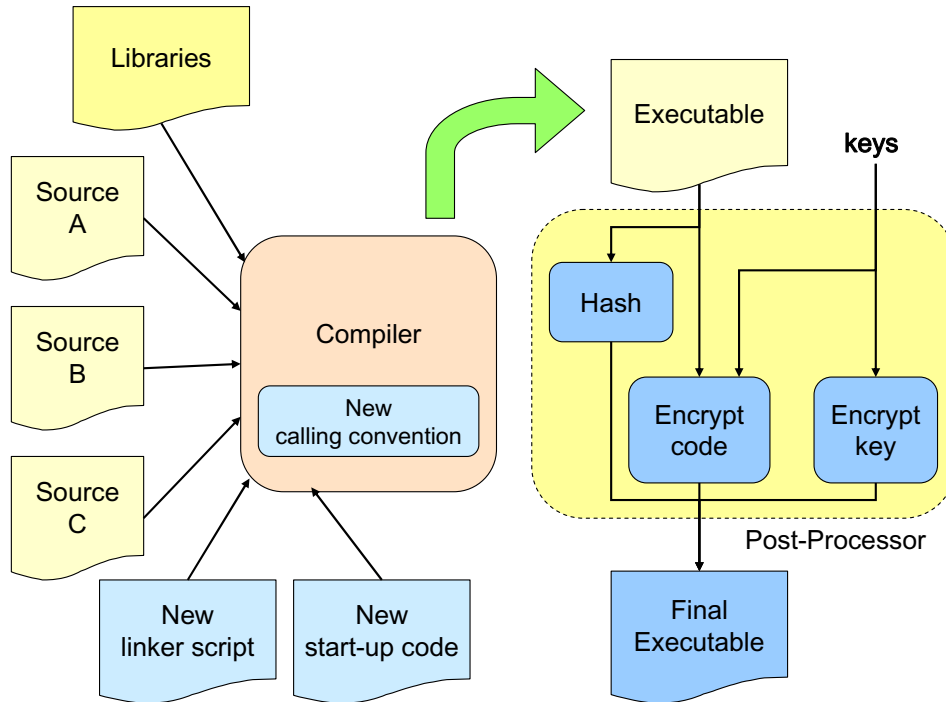 Libraries
Source
A
Source
B
Source
C
Compiler
New
calling convention
New
linker script
New
start-up code
Executable
keys
Hash
Encrypt
code
Encrypt
key
Post-Processor
Final
Executable